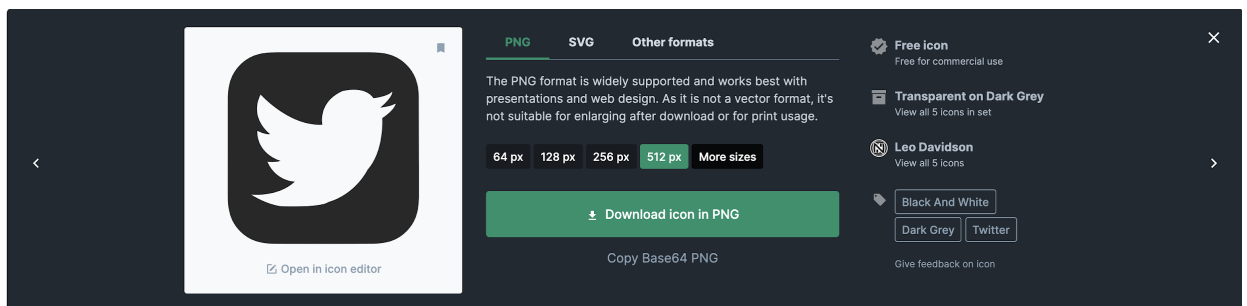 Open in icon editor
PNG
SVG
Other formats
The PNG format is widely supported and works best with
presentations and web design. As it is not a vector format, it's
not suitable for enlarging after download or for print usage.
64 px
128 px
256 px
512 px
More sizes
Download icon in PNG
Copy Base64 PNG
Free icon
Free for commercial use
Transparent on Dark Grey
View all 5 icons in set
Leo Davidson
View all 5 icons
Black And White
Dark Grey
Twitter
Give feedback on icon